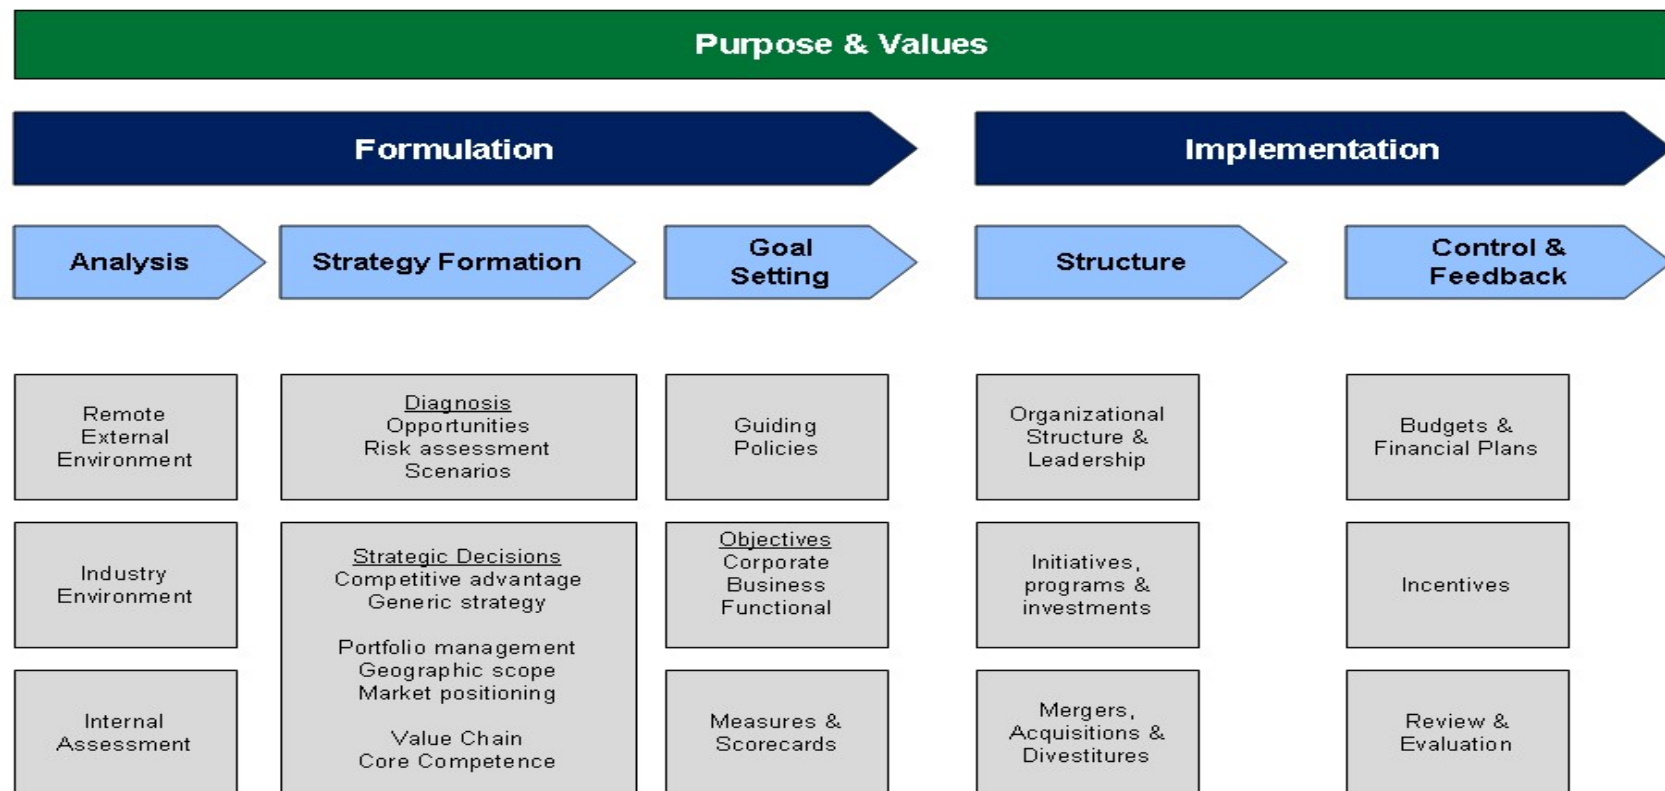 Purpose & Values
Formulation
Implementation
Analysis
Strategy Formation
Goal
Setting
Structure
Control &
Feedback
Remote
External
Environment
Diagnosis
Opportunities
Risk assessment
Scenarios
Guiding
Policies
Organizational
Structure &
Leadership
Budgets &
Financial Plans
Industry
Environment
Strategic Decisions
Competitive advantage
Generic strategy
Portfolio management
Geographic scope
Market positioning
Value Chain
Core Competence
Objectives
Corporate
Business
Functional
Initiatives,
programs &
investments
Incentives
Internal
Assessment
Measures &
Scorecards
Mergers,
Acquisitions &
Divestitures
Review &
Evaluation